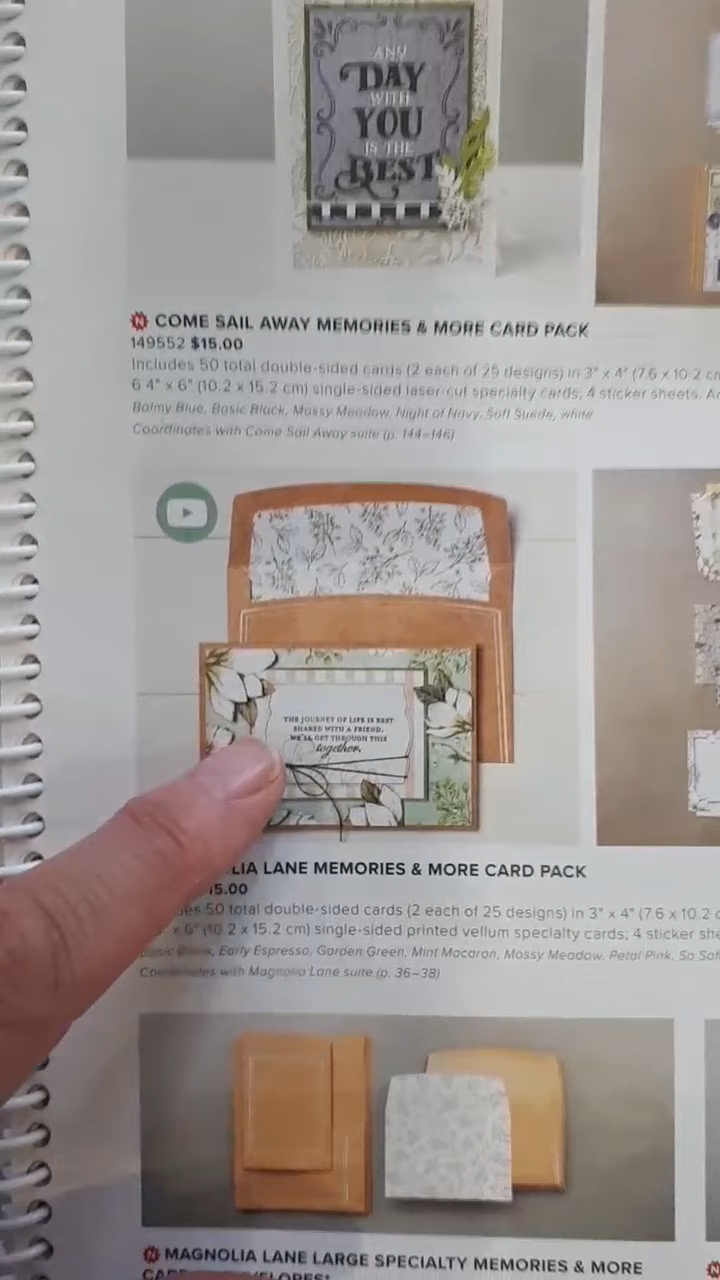 ANY
DAY
WITH
YOU
IS THE
BEST
N COME SAIL AWAY MEMORIES & MORE CARD PACK
149552 $15.00
Includes 50 total double-sided cards (2 each of 25 designs) in 3" x 4" (7.6 x 10.2 cm
6 4" x 6" (10.2 x 15.2 cm) single-sided laser-cut specialty cards; 4 sticker sheets.
Balmy Blue, Basic Black, Mossy Meadow, Night of Navy, Soft Suede, white
Coordinates with Come Sail Away suite (p. 144–146)
THE JOURNEY OF LIFE IS BEST
SHARED WITH A FRIEND.
WE'LL GET THROUGH THIS
together.
LIA LANE MEMORIES & MORE CARD PACK
15.00
des 50 total double-sided cards (2 each of 25 designs) in 3" x 4" (7.6 x 10.2 c
x 6" (10.2 x 15.2 cm) single-sided printed vellum specialty cards; 4 sticker she
Basic Black, Early Espresso, Garden Green, Mint Macaron, Mossy Meadow, Petal Pink, So Saf
Coordinates with Magnolia Lane suite (p. 36–38)
N MAGNOLIA LANE LARGE SPECIALTY MEMORIES & MORE